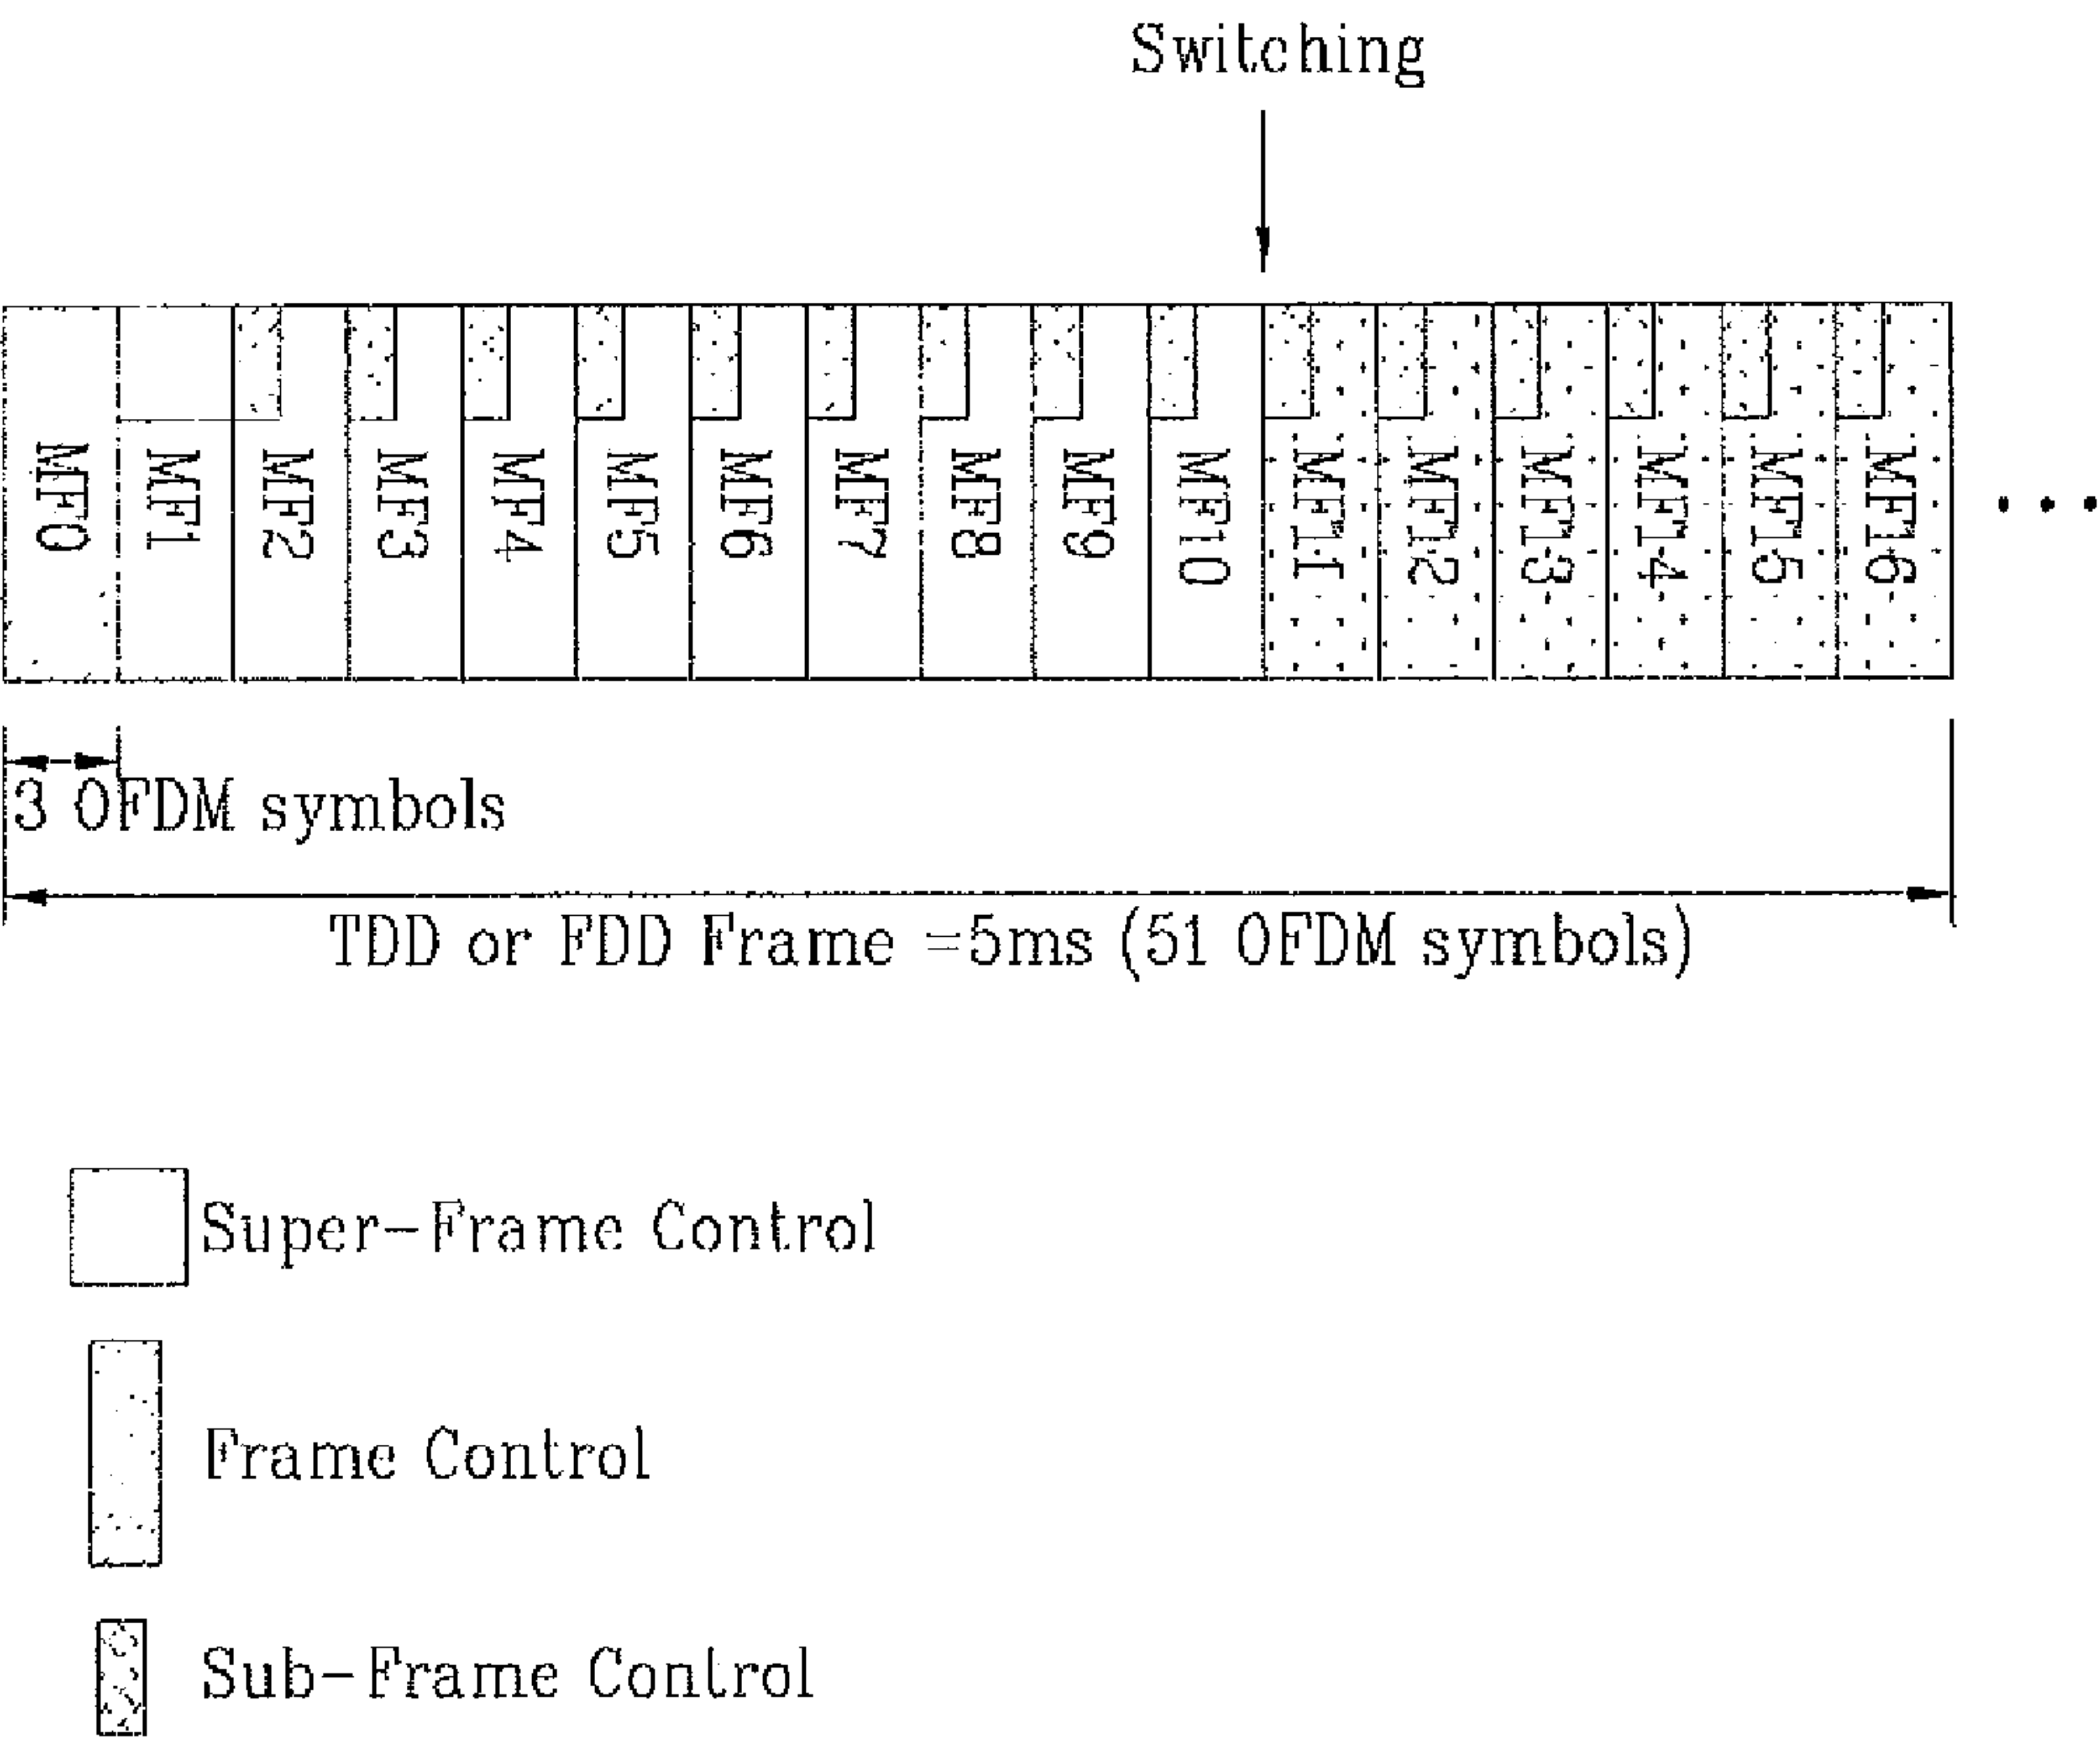 Switching
MF0
MF1
MF2
MF3
MF4
MF5
MF6
MF7
MF8
MF9
MF10
MF11
MF12
MF13
MF14
MF15
MF16
...
3 OFDM symbols
TDD or FDD Frame =5ms (51 OFDM symbols)
Super-Frame Control
Frame Control
Sub-Frame Control